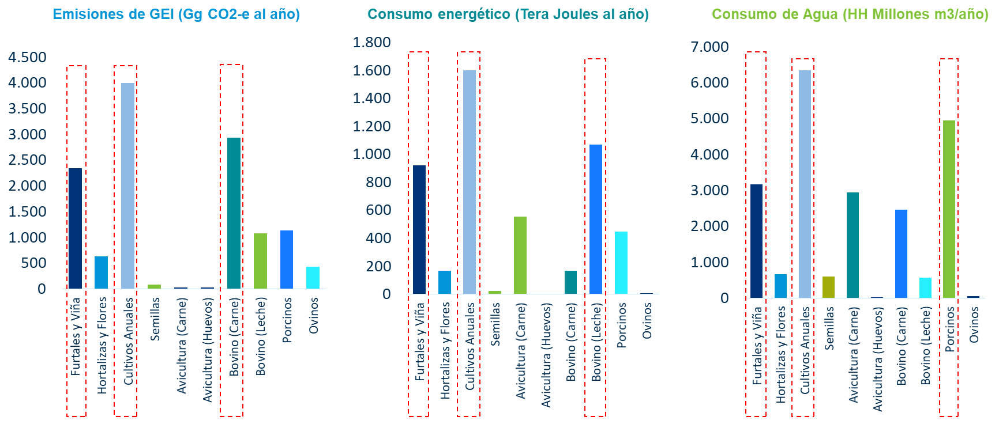 Emisiones de GEI (Gg CO2-e al año)
4.500
4.000
3.500
3.000
2.500
2.000
1.500
1.000
500
0
Furtales y Viña
Hortalizas y Flores
Cultivos Anuales
Semillas
Avicultura (Carne)
Avicultura (Huevos)
Bovino (Carne)
Bovino (Leche)
Porcinos
Ovinos
Consumo energético (Tera Joules al año)
1.800
1.600
1.400
1.200
1.000
800
600
400
200
0
Furtales y Viña
Hortalizas y Flores
Cultivos Anuales
Semillas
Avicultura (Carne)
Avicultura (Huevos)
Bovino (Carne)
Bovino (Leche)
Porcinos
Ovinos
Consumo de Agua (HH Millones m3/año)
7.000
6.000
5.000
4.000
3.000
2.000
1.000
0
Furtales y Viña
Hortalizas y Flores
Cultivos Anuales
Semillas
Avicultura (Carne)
Avicultura (Huevos)
Bovino (Carne)
Bovino (Leche)
Porcinos
Ovinos